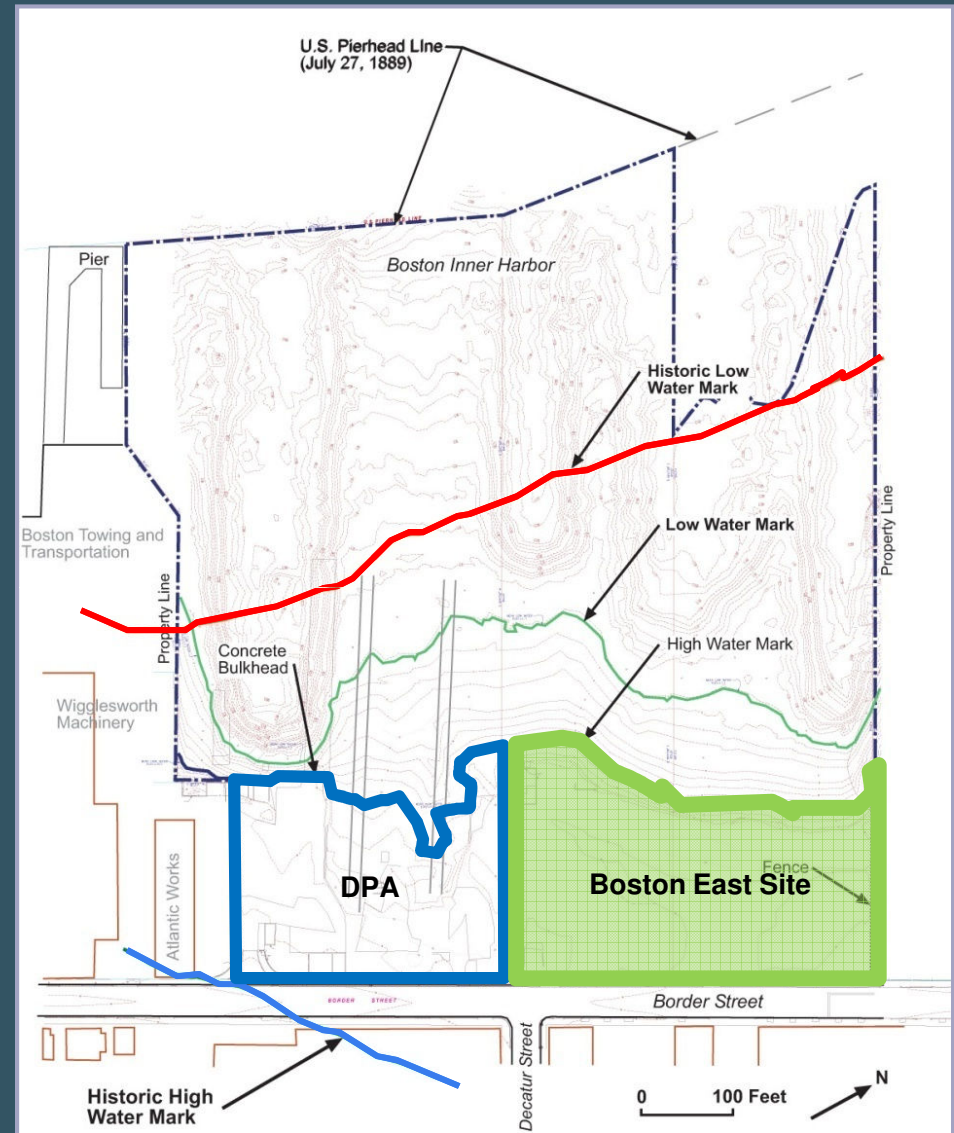 U.S. Pierhead LIne
(July 27, 1889)
U.S. PIERHEAD LINE
Pier
Boston Inner Harbor
Historic Low
Water Mark
Low Water Mark
Boston Towing and
Transportation
Property Line
Property Line
High Water Mark
Concrete
Bulkhead
Wigglesworth
Machinery
Fence
DPA
Boston East Site
Atlantic Works
BORDER STREET
Border Street
Decatur Street
Historic High
Water Mark
0 100 Feet
N